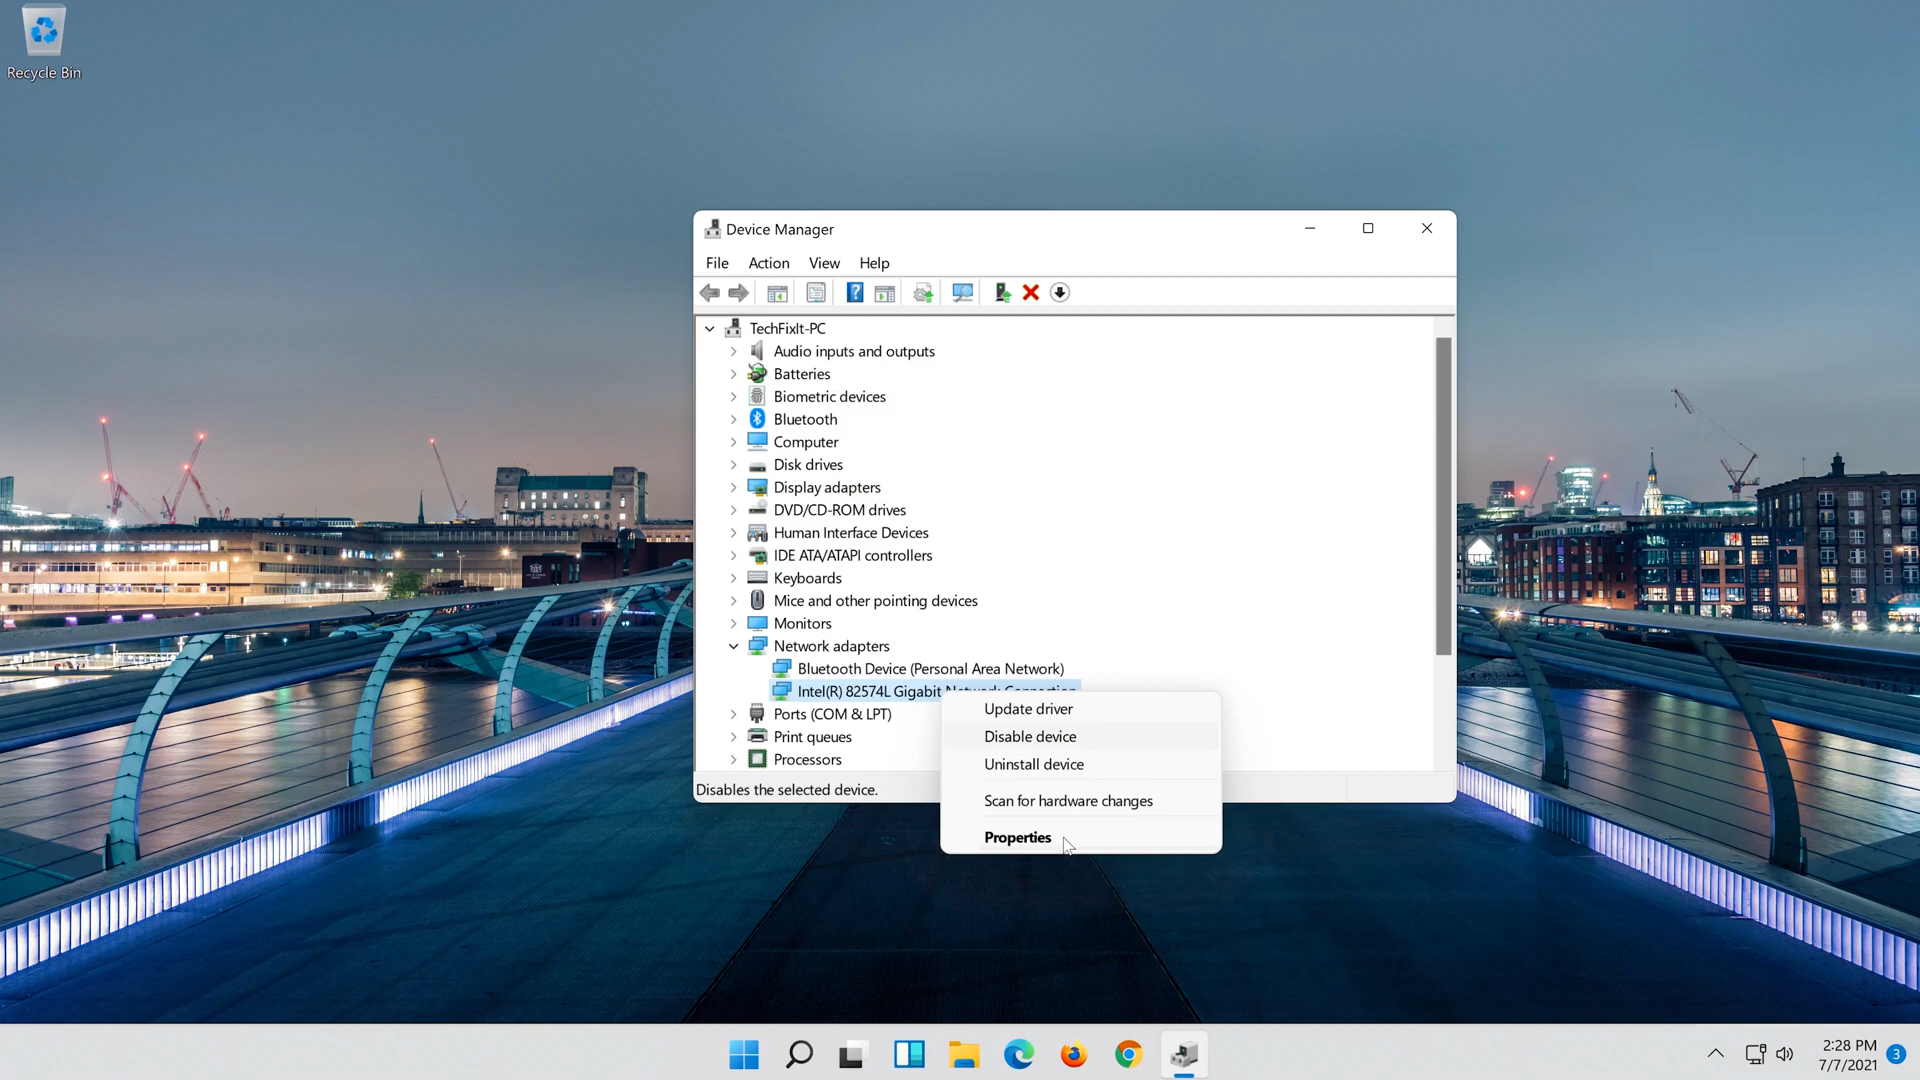 Recycle Bin
Device Manager
File Action View Help
TechFixIt-PC
Audio inputs and outputs
Batteries
Biometric devices
Bluetooth
Computer
Disk drives
Display adapters
DVD/CD-ROM drives
Human Interface Devices
IDE ATA/ATAPI controllers
Keyboards
Mice and other pointing devices
Monitors
Network adapters
Bluetooth Device (Personal Area Network)
Intel(R) 82574L Gigabit Network Connection
Ports (COM & LPT)
Print queues
Processors
Disables the selected device.
Update driver
Disable device
Uninstall device
Scan for hardware changes
Properties
2:28 PM
7/7/2021
3